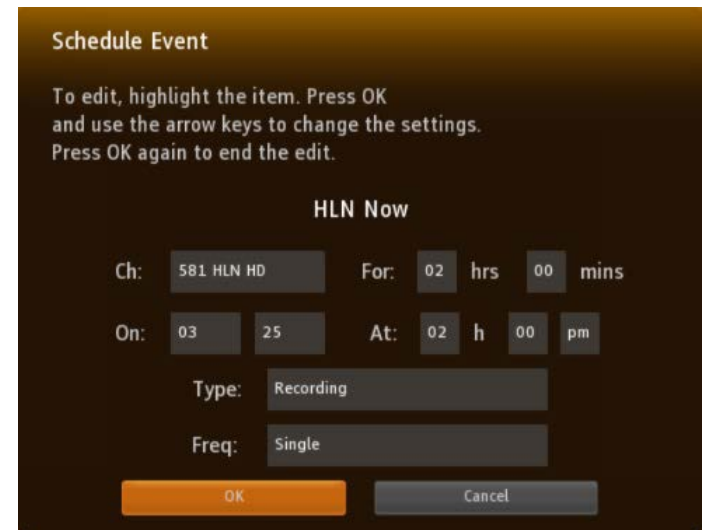 Schedule Event
To edit, highlight the item. Press OK
and use the arrow keys to change the settings.
Press OK again to end the edit.
HLN Now
Ch: 581 HLN HD For: 02 hrs 00 mins
On: 03 25 At: 02 h 00 pm
Type: Recording
Freq: Single
OK Cancel